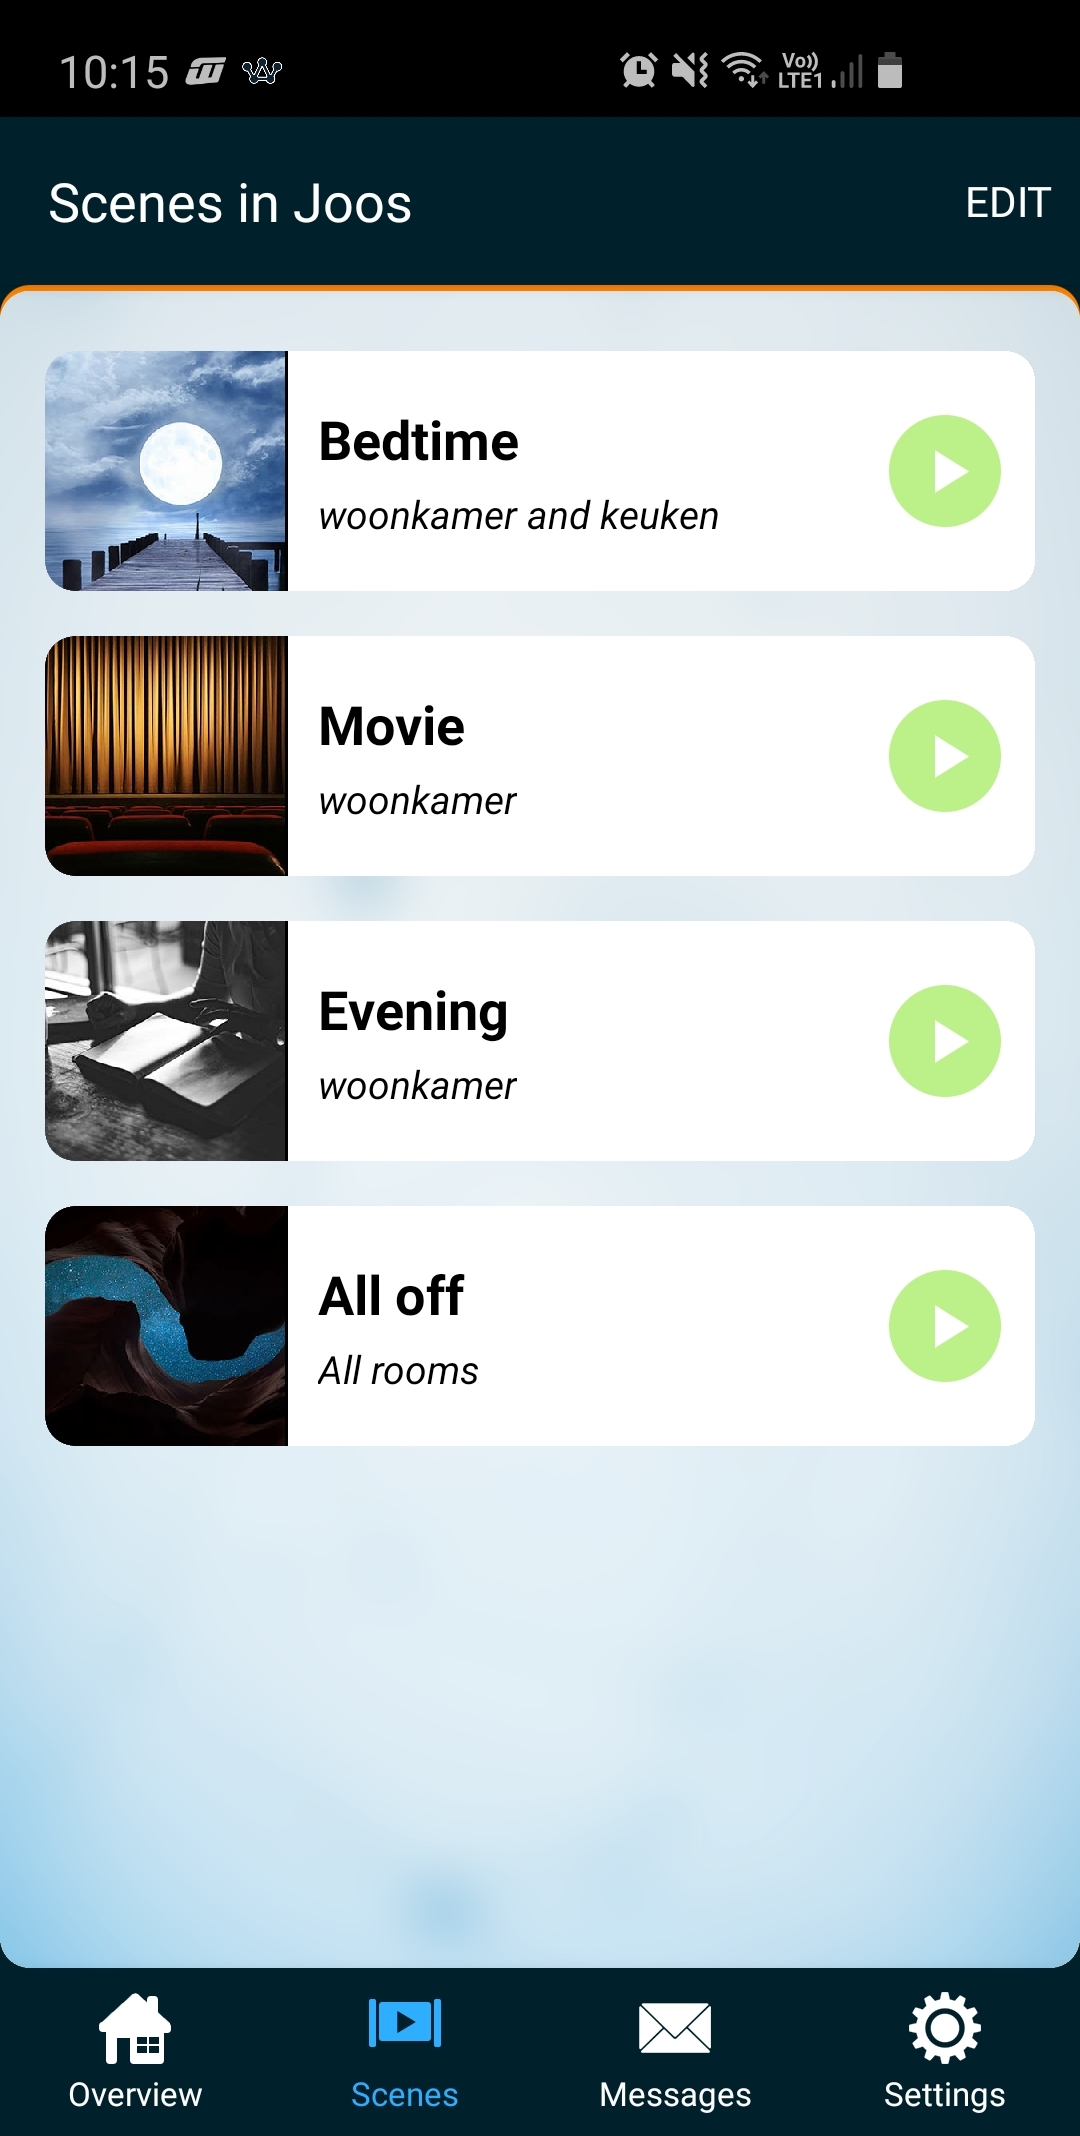 10:15
Vo)) LTE1
Scenes in Joos
EDIT
Bedtime
woonkamer and keuken
Movie
woonkamer
Evening
woonkamer
All off
All rooms
Overview
Scenes
Messages
Settings